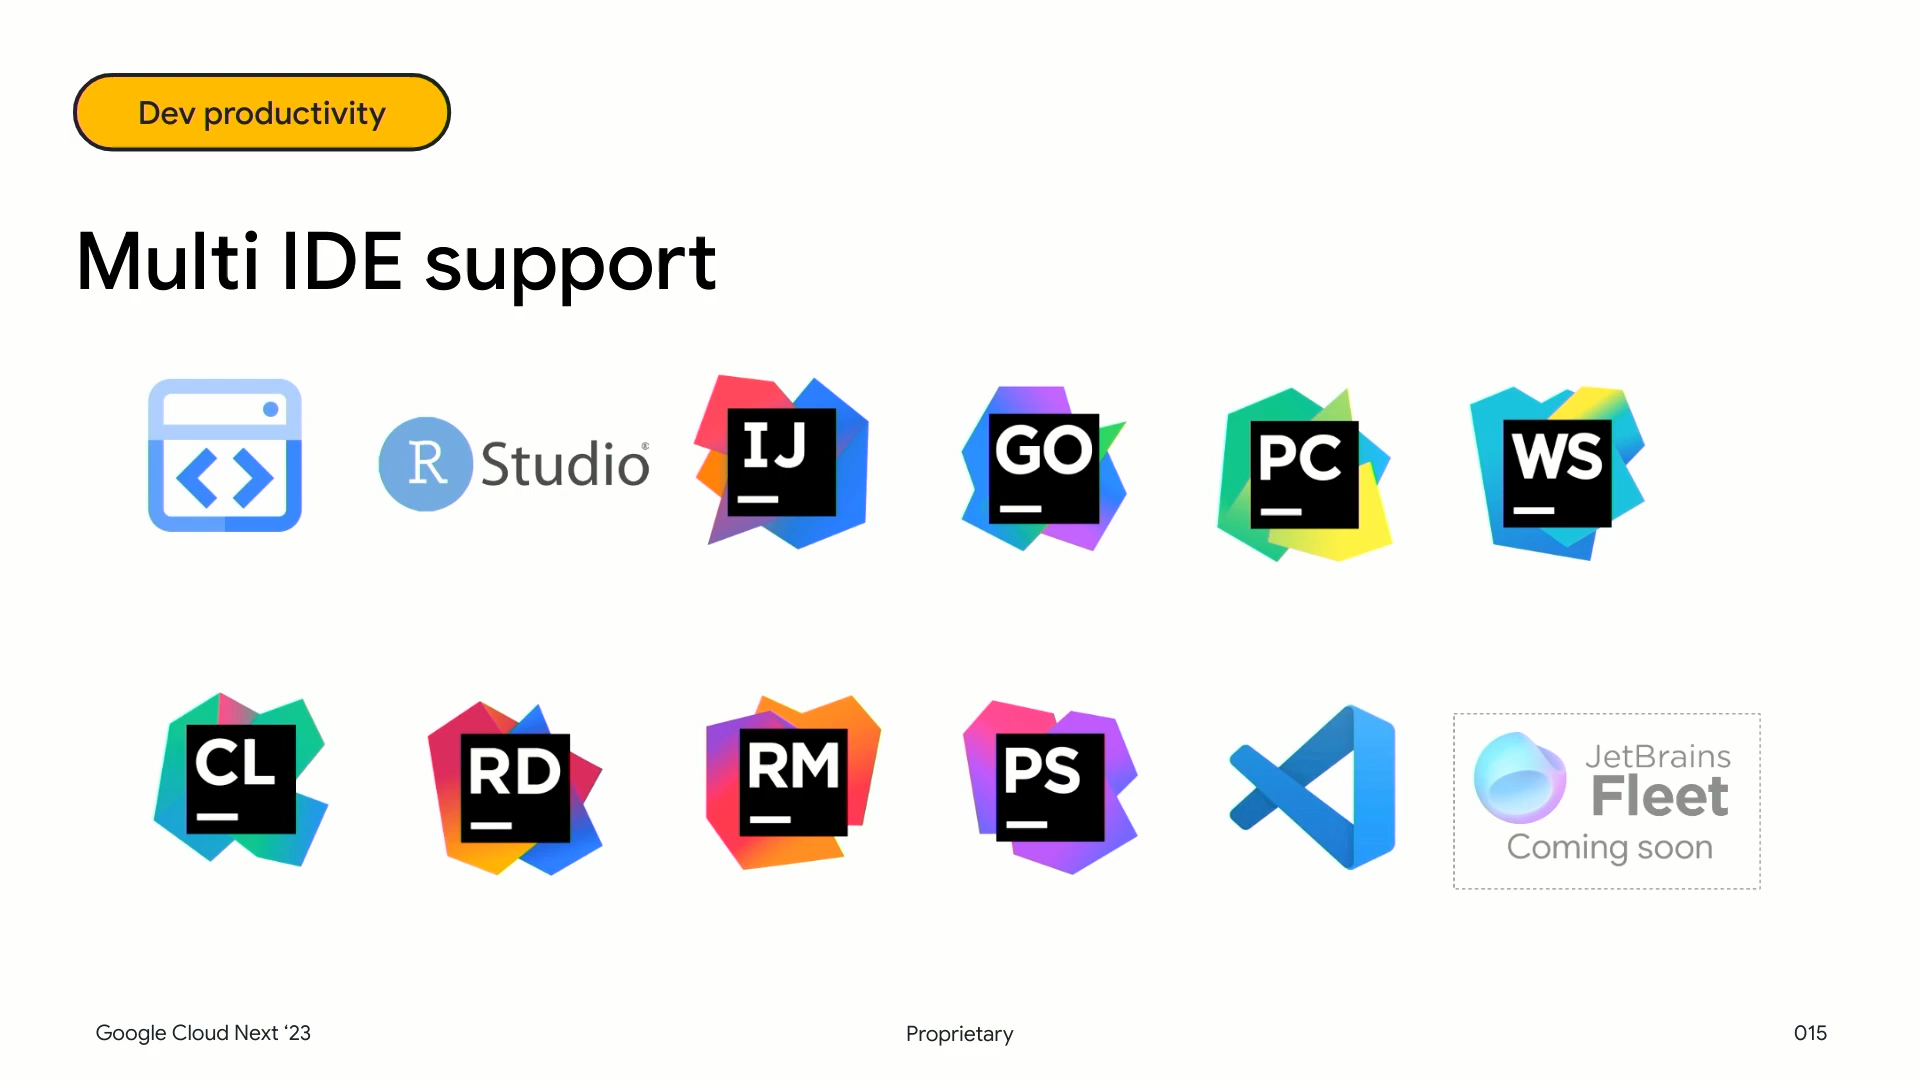 Dev productivity
Multi IDE support
R Studio®
IJ
GO
PC
WS
CL
RD
RM
PS
JetBrains
Fleet
Coming soon
Google Cloud Next ‘23
Proprietary
015